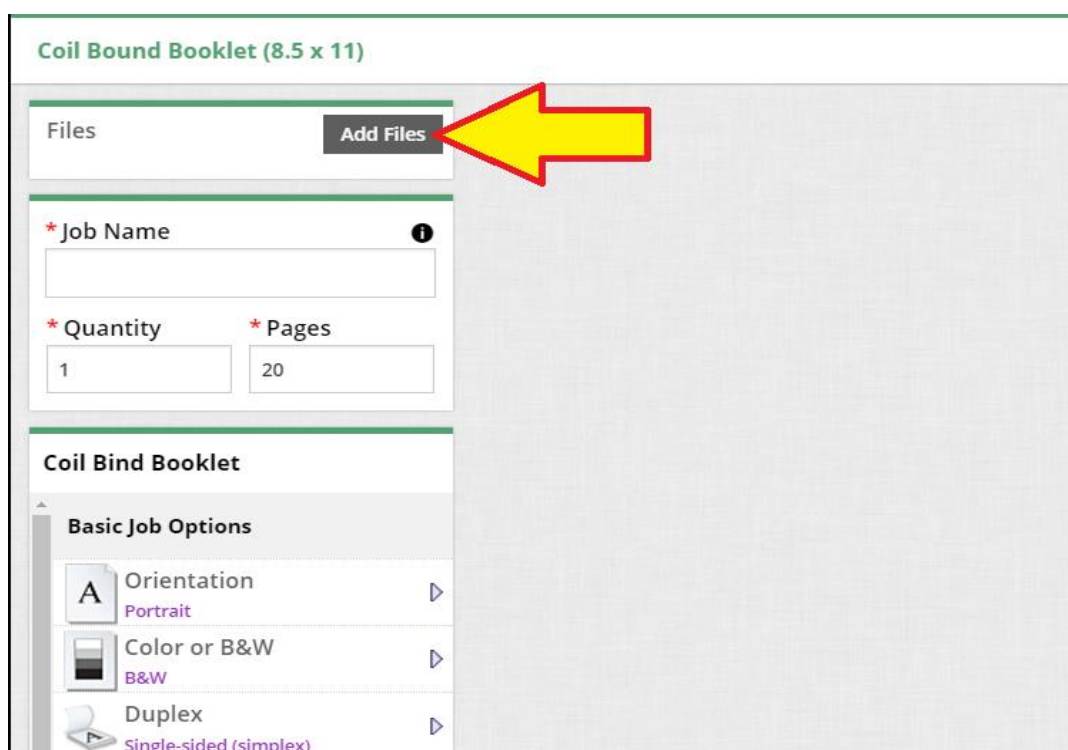 Coil Bound Booklet (8.5 x 11)
Files
Add Files
* Job Name
* Quantity * Pages
1 20
Coil Bind Booklet
Basic Job Options
Orientation
Portrait
Color or B&W
B&W
Duplex
Single-sided (simplex)